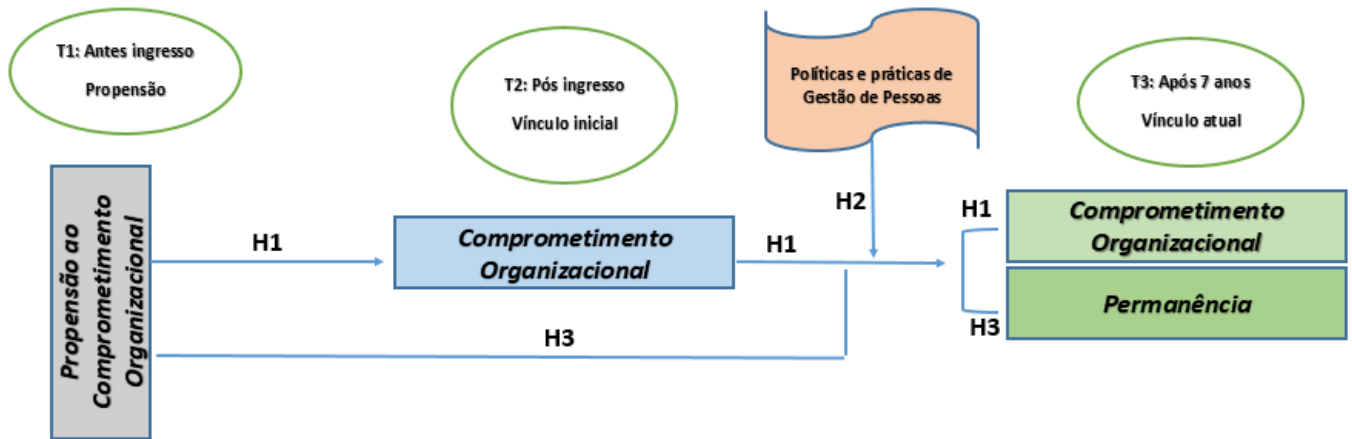 T1: Antes ingresso
Propensão
T2: Pós ingresso
Vínculo inicial
Políticas e práticas de
Gestão de Pessoas
T3: Após 7 anos
Vínculo atual
Propensão ao
Comprometimento
Organizacional
H1
Comprometimento
Organizacional
H1
H2
H1
Comprometimento
Organizacional
H3
H3
Permanência